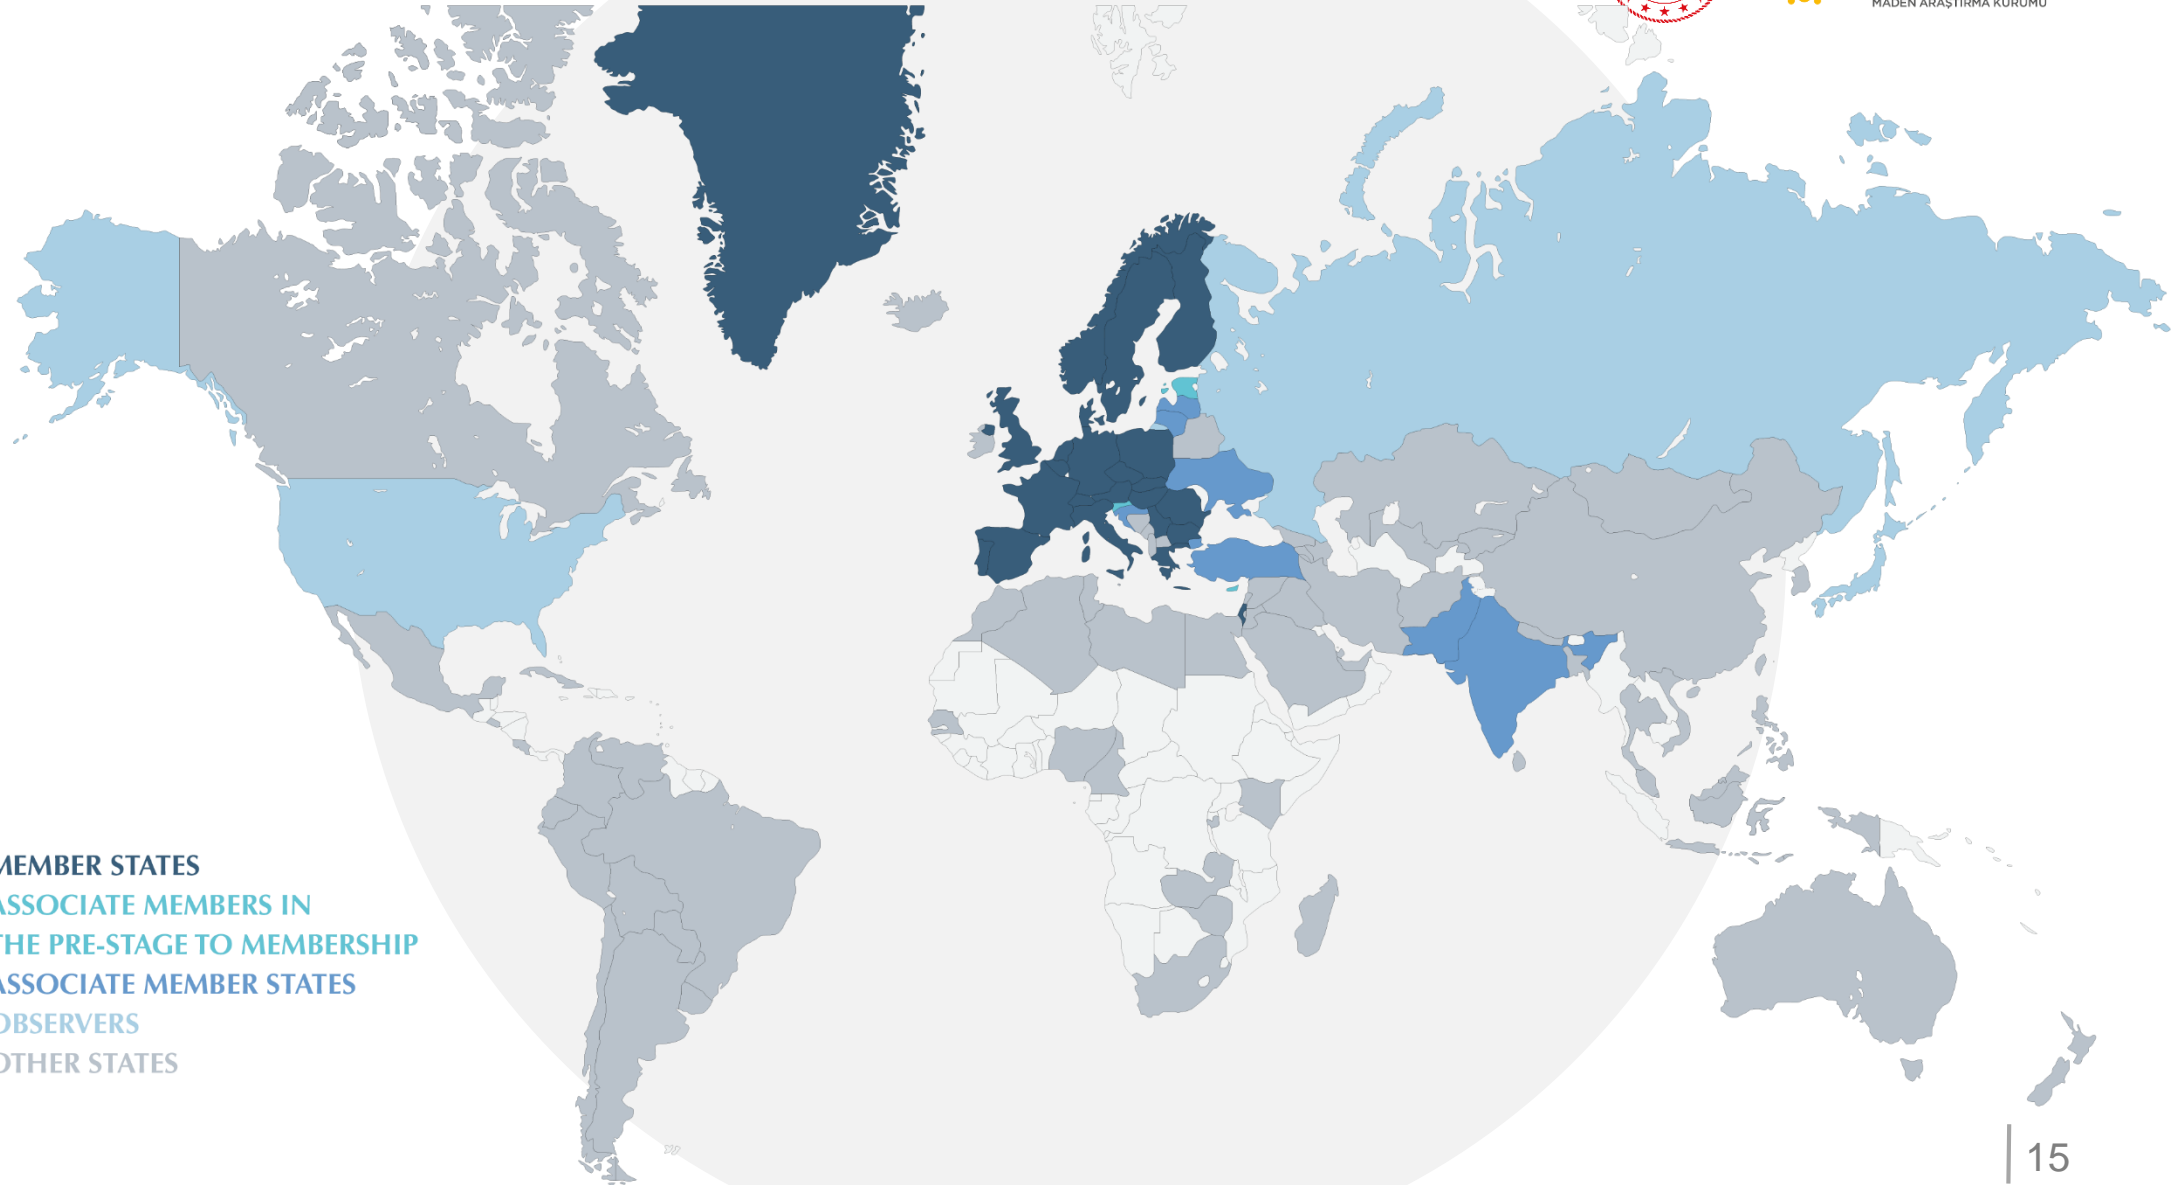 MADEN ARAŞTIRMA KURUMU
MEMBER STATES
ASSOCIATE MEMBERS IN
THE PRE-STAGE TO MEMBERSHIP
ASSOCIATE MEMBER STATES
OBSERVERS
OTHER STATES
15